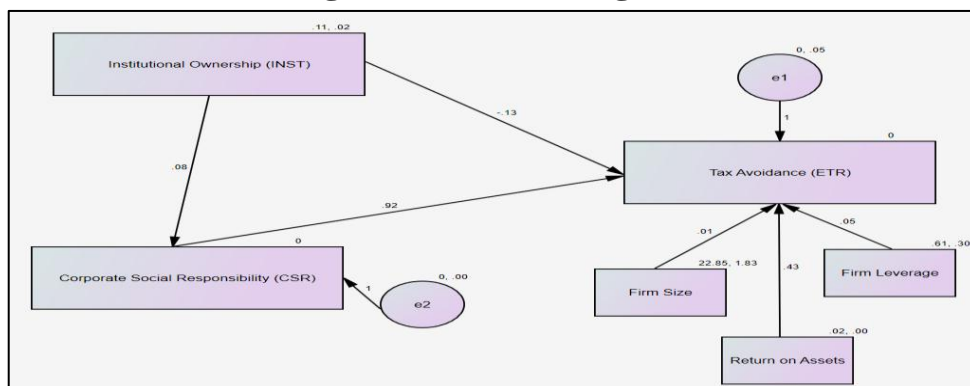 .11, .02
Institutional Ownership (INST)
0, .05
e1
1
-.13
0
Tax Avoidance (ETR)
.08
.92
.01
.05
.43
0
Corporate Social Responsibility (CSR)
1
0, .00
e2
22.85, 1.83
Firm Size
.61, .30
Firm Leverage
.02, .00
Return on Assets